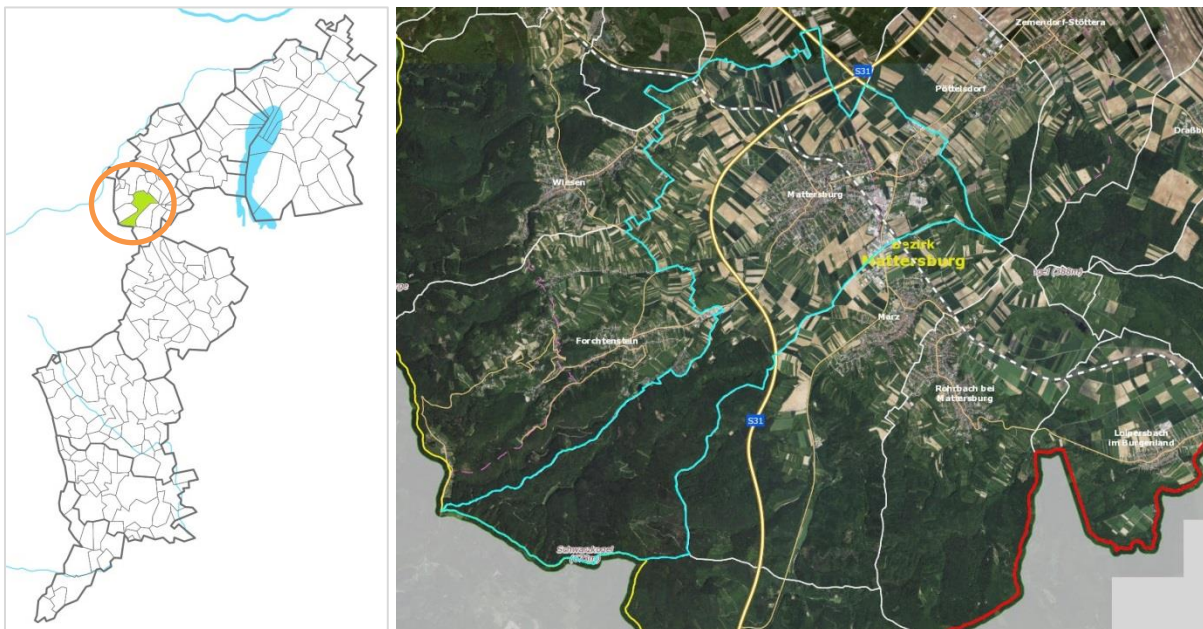 Zemendorf-Stöttera
S31
Pöttelsdorf
Wiesen
Mattersburg
Bezirk
Mattersburg
Marz
Forchtenstein
Rohrbach bei
Mattersburg
S31
Loipersbach
im Burgenland